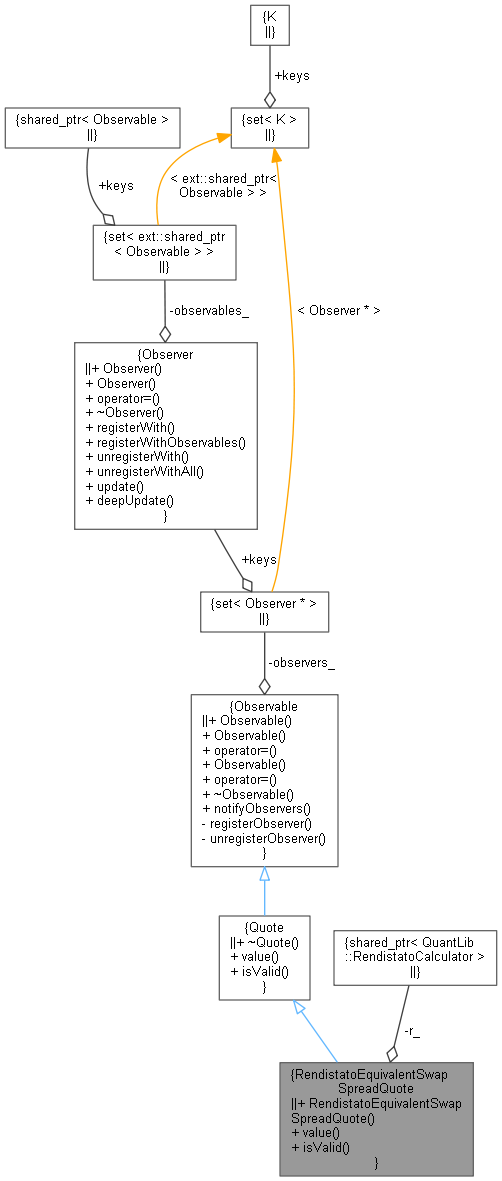 {K
||}
+keys
{shared_ptr< Observable >
||}
{set< K >
||}
+keys
< ext::shared_ptr<
Observable > >
{set< ext::shared_ptr
< Observable > >
||}
-observables_
< Observer * >
{Observer
||+ Observer()
+ Observer()
+ operator=()
+ ~Observer()
+ registerWith()
+ registerWithObservables()
+ unregisterWith()
+ unregisterWithAll()
+ update()
+ deepUpdate()
}
+keys
{set< Observer * >
||}
-observers_
{Observable
||+ Observable()
+ Observable()
+ operator=()
+ Observable()
+ operator=()
+ ~Observable()
+ notifyObservers()
- registerObserver()
- unregisterObserver()
}
{Quote
||+ ~Quote()
+ value()
+ isValid()
}
{shared_ptr< QuantLib
::RendistatoCalculator >
||}
-r_
{RendistatoEquivalentSwap
SpreadQuote
||+ RendistatoEquivalentSwap
SpreadQuote()
+ value()
+ isValid()
}